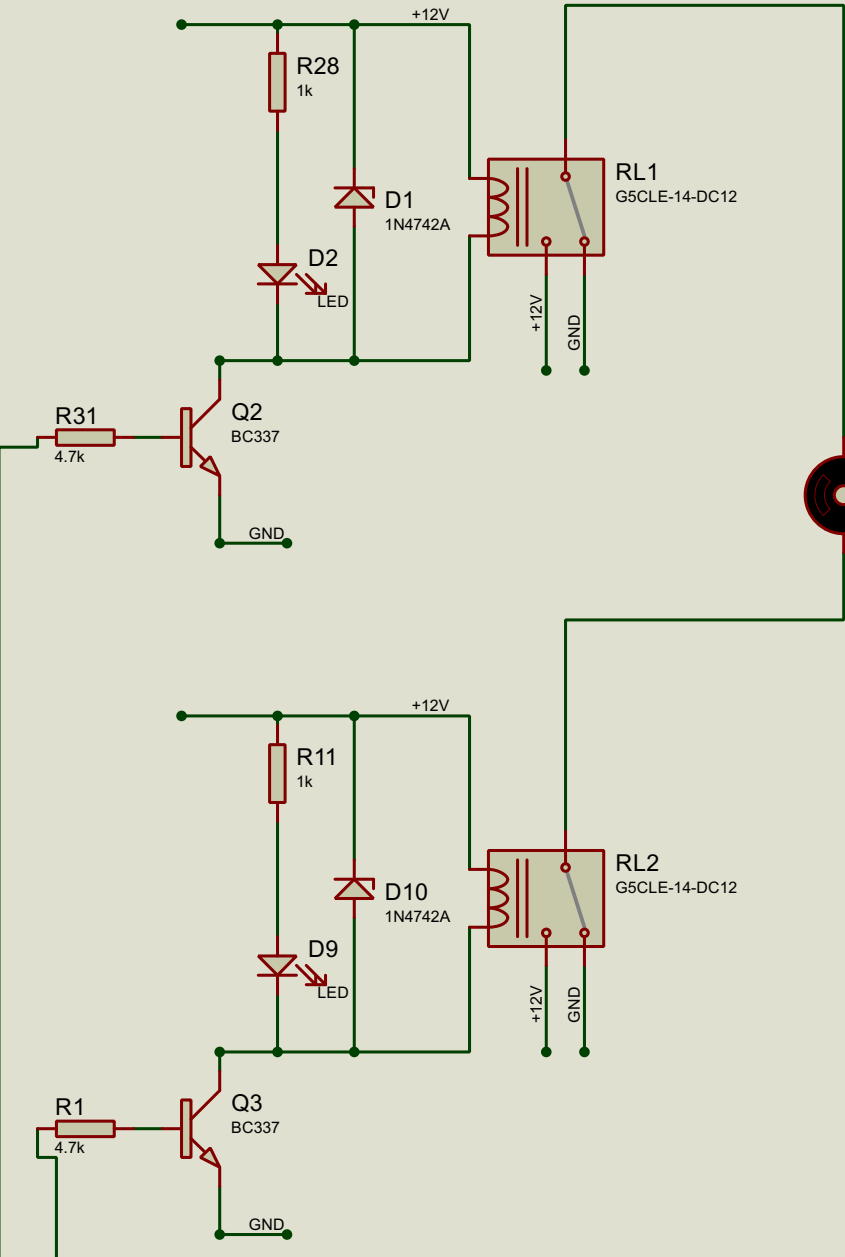 +12V
R28
1k
RL1
G5CLE-14-DC12
D1
1N4742A
D2
LED
+12V
GND
R31
4.7k
Q2
BC337
GND
+12V
R11
1k
RL2
G5CLE-14-DC12
D10
1N4742A
D9
LED
+12V
GND
R1
4.7k
Q3
BC337
GND